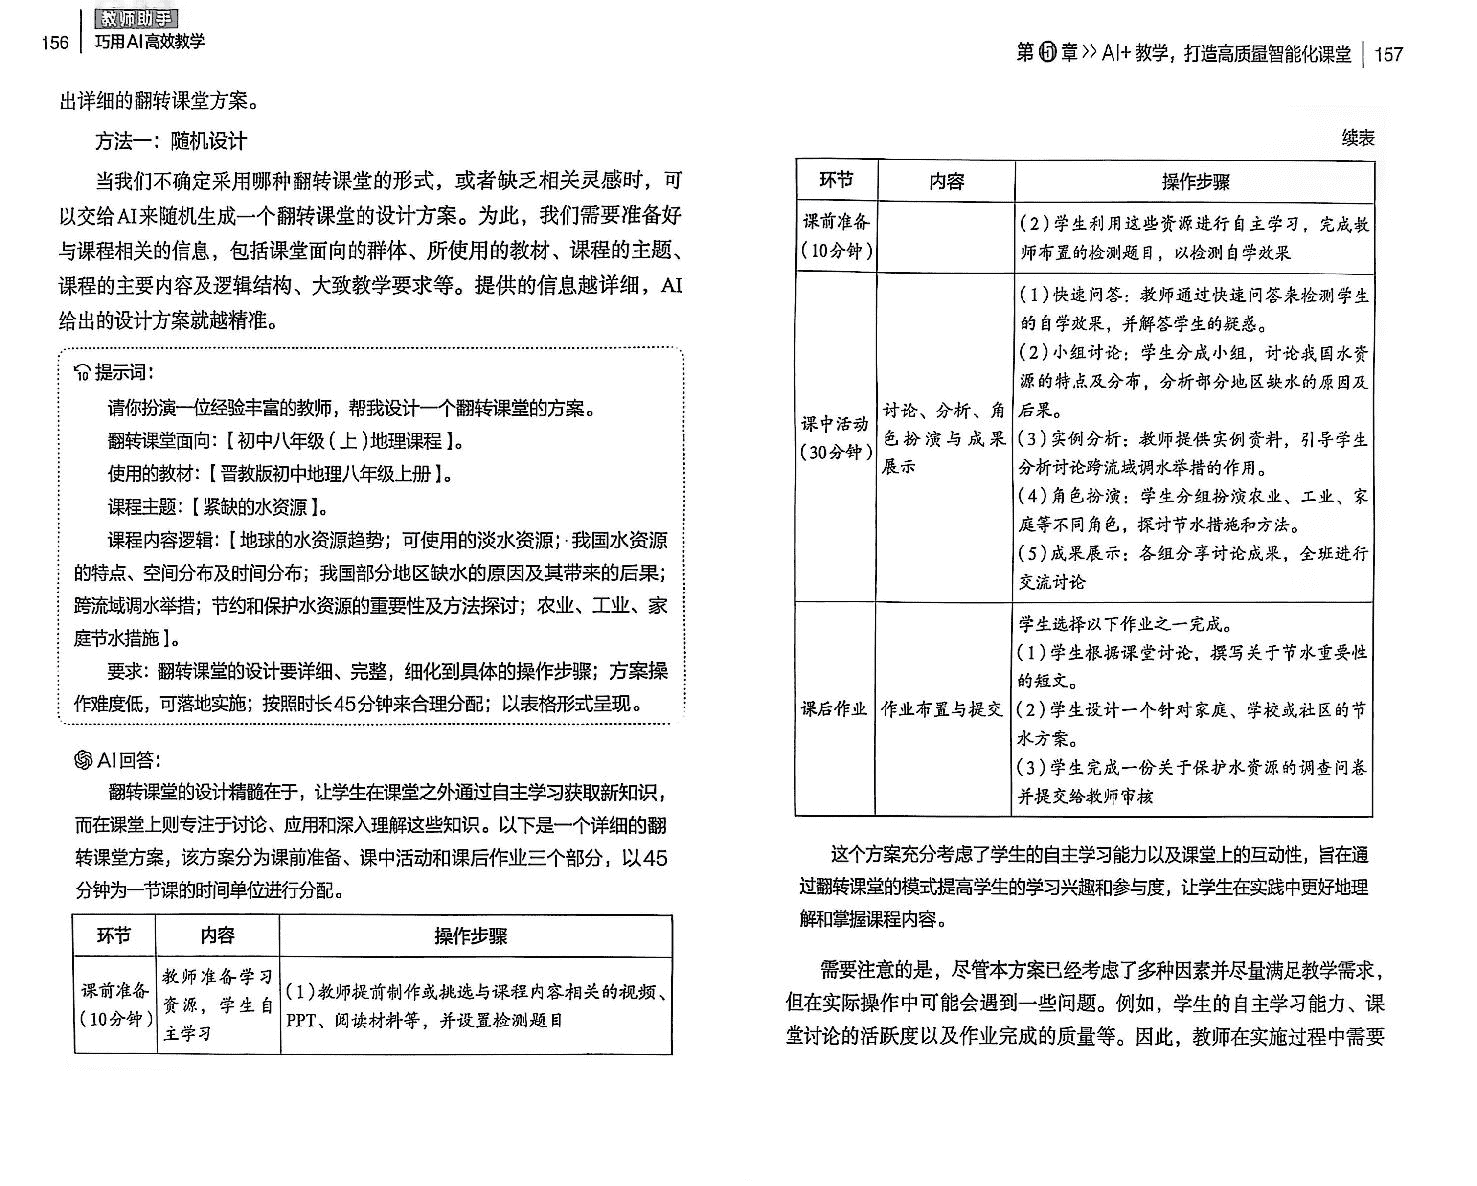 156
教师助手
巧用AI高效教学
出详细的翻转课堂方案。
方法一：随机设计
当我们不确定采用哪种翻转课堂的形式，或者缺乏相关灵感时，可
以交给AI来随机生成一个翻转课堂的设计方案。为此，我们需要准备好
与课程相关的信息，包括课堂面向的群体、所使用的教材、课程的主题、
课程的主要内容及逻辑结构、大致教学要求等。提供的信息越详细，AI
给出的设计方案就越精准。
提示词：
请你扮演一位经验丰富的教师，帮我设计一个翻转课堂的方案。
翻转课堂面向：【初中八年级（上）地理课程】。
使用的教材：【晋教版初中地理八年级上册】。
课程主题：【紧缺的水资源】。
课程内容逻辑：【地球的水资源趋势；可使用的淡水资源；我国水资源
的特点、空间分布及时间分布；我国部分地区缺水的原因及其带来的后果；
跨流域调水举措；节约和保护水资源的重要性及方法探讨；农业、工业、家
庭节水措施】。
要求：翻转课堂的设计要详细、完整，细化到具体的操作步骤；方案操
作难度低，可落地实施；按照时长45分钟来合理分配；以表格形式呈现。
AI回答：
翻转课堂的设计精髓在于，让学生在课堂之外通过自主学习获取新知识，
而在课堂上则专注于讨论、应用和深入理解这些知识。以下是一个详细的翻
转课堂方案，该方案分为课前准备、课中活动和课后作业三个部分，以45
分钟为一节课的时间单位进行分配。
环节 内容 操作步骤
课前准备
（10分钟）
教师准备学习
资源，学生自
主学习
（1）教师提前制作或挑选与课程内容相关的视频、
PPT、阅读材料等，并设置检测题目
第五章>> AI+教学，打造高质量智能化课堂
157
续表
环节 内容 操作步骤
课前准备
（10分钟）
（2）学生利用这些资源进行自主学习，完成教
师布置的检测题目，以检测自学效果
课中活动
（30分钟）
讨论、分析、角
色扮演与成果
展示
（1）快速问答：教师通过快速问答来检测学生
的自学效果，并解答学生的疑惑。
（2）小组讨论：学生分成小组，讨论我国水资
源的特点及分布，分析部分地区缺水的原因及
后果。
（3）实例分析：教师提供实例资料，引导学生
分析讨论跨流域调水举措的作用。
（4）角色扮演：学生分组扮演农业、工业、家
庭等不同角色，探讨节水措施和方法。
（5）成果展示：各组分享讨论成果，全班进行
交流讨论
课后作业
作业布置与提交
学生选择以下作业之一完成。
（1）学生根据课堂讨论，撰写关于节水重要性
的短文。
（2）学生设计一个针对家庭、学校或社区的节
水方案。
（3）学生完成一份关于保护水资源的调查问卷
并提交给教师审核
这个方案充分考虑了学生的自主学习能力以及课堂上的互动性，旨在通
过翻转课堂的模式提高学生的学习兴趣和参与度，让学生在实践中更好地理
解和掌握课程内容。
需要注意的是，尽管本方案已经考虑了多种因素并尽量满足教学需求，
但在实际操作中可能会遇到一些问题。例如，学生的自主学习能力、课
堂讨论的活跃度以及作业完成的质量等。因此，教师在实施过程中需要